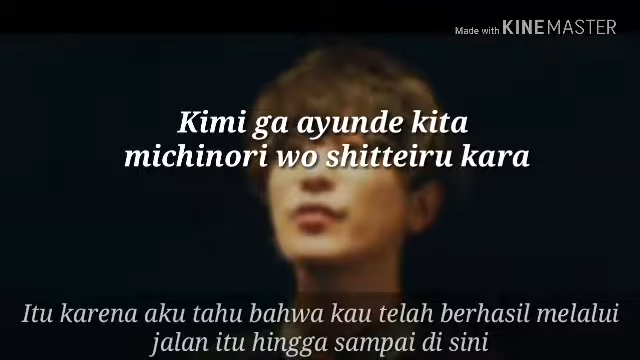 Made with KINEMASTER
Kimi ga ayunde kita
michinori wo shitteiru kara
Itu karena aku tahu bahwa kau telah berhasil melalui
jalan itu hingga sampai di sini